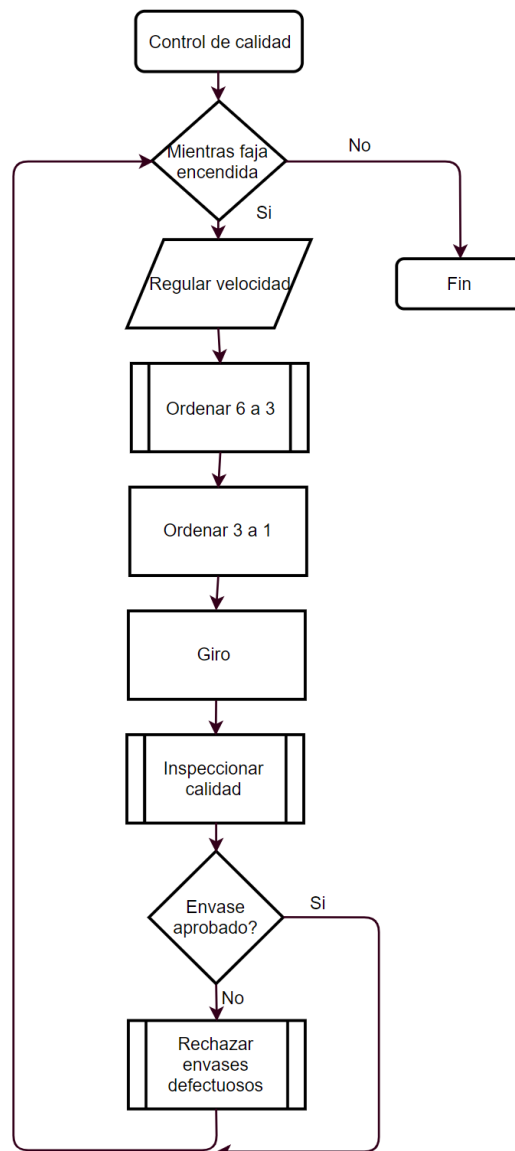 Control de calidad
Mientras faja
encendida
No
Si
Regular velocidad
Fin
Ordenar 6 a 3
Ordenar 3 a 1
Giro
Inspeccionar
calidad
Envase
aprobado?
Si
No
Rechazar
envases
defectuosos